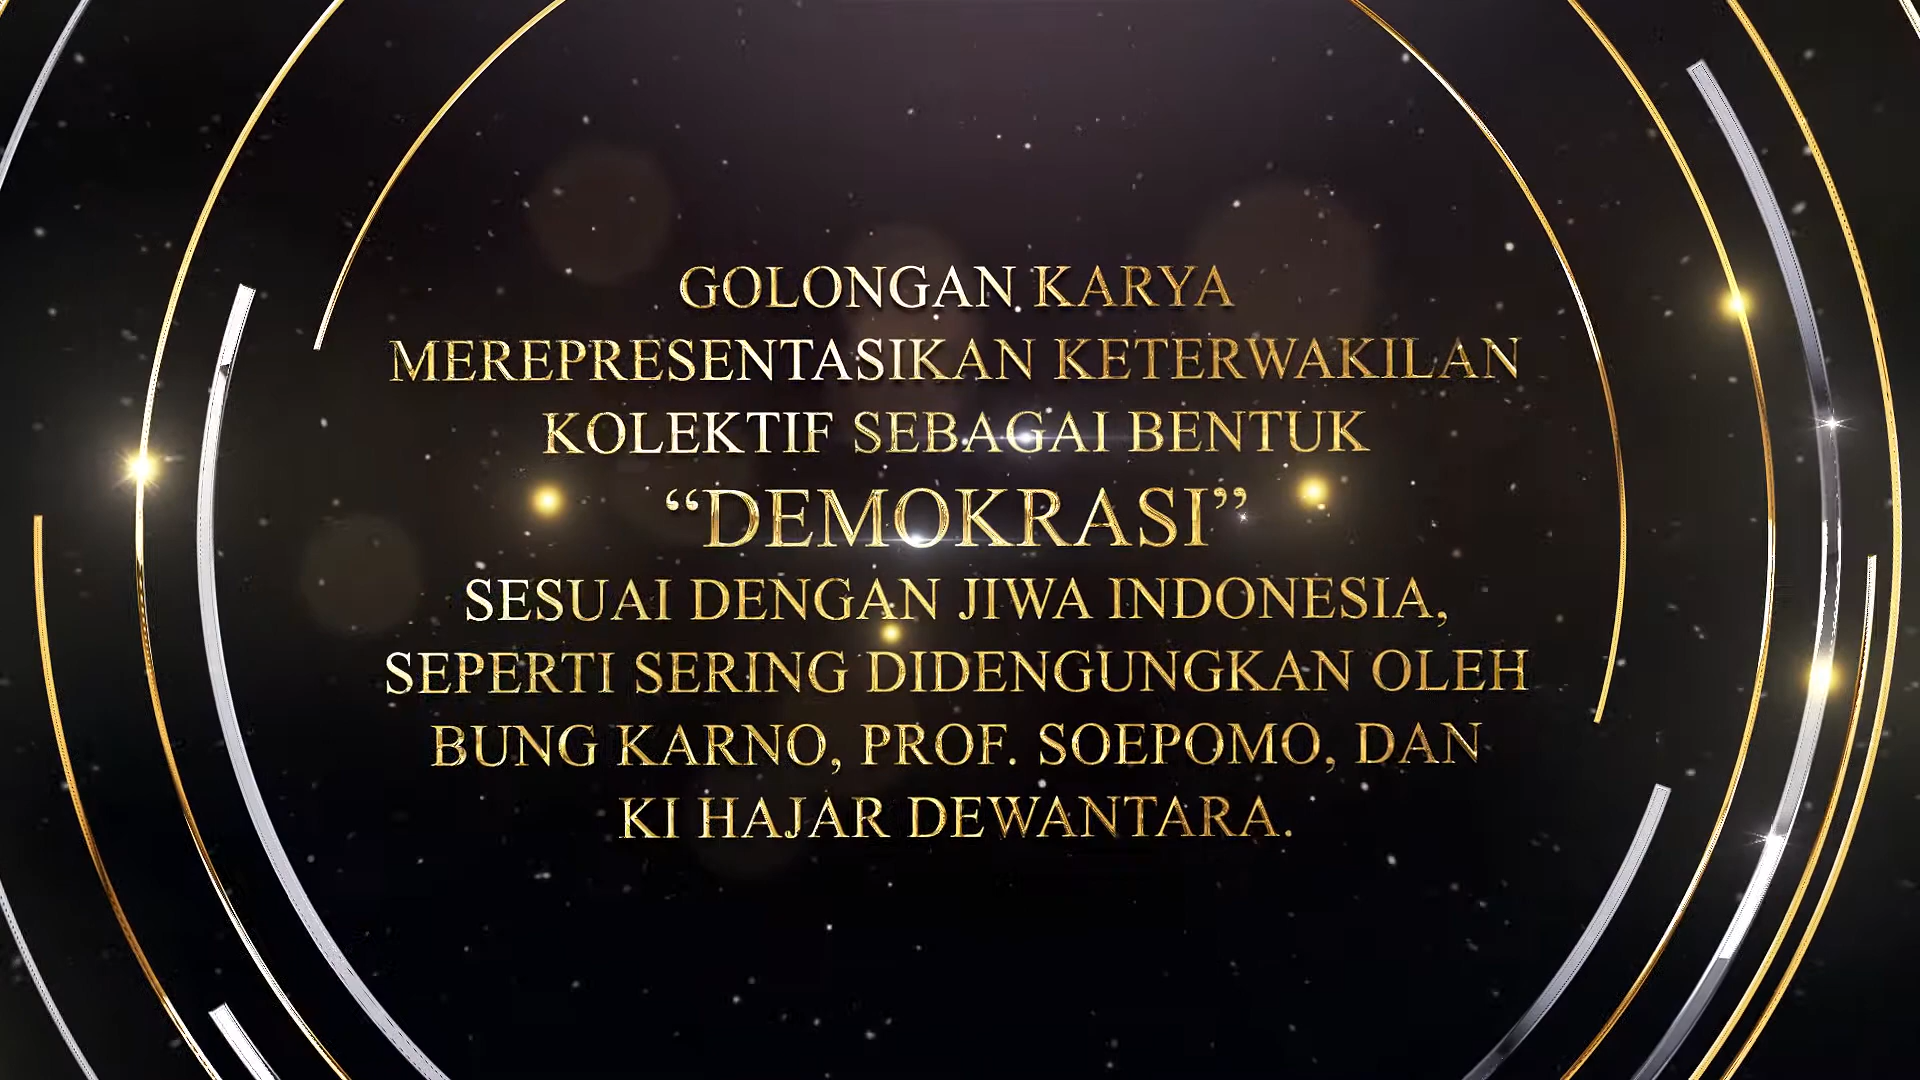 GOLONGAN KARYA
MEREPRESENTASIKAN KETERWAKILAN
KOLEKTIF SEBAGAI BENTUK
“DEMOKRASI”
SESUAI DENGAN JIWA INDONESIA,
SEPERTI SERING DIDENGUNGKAN OLEH
BUNG KARNO, PROF. SOEPOMO, DAN
KI HAJAR DEWANTARA.